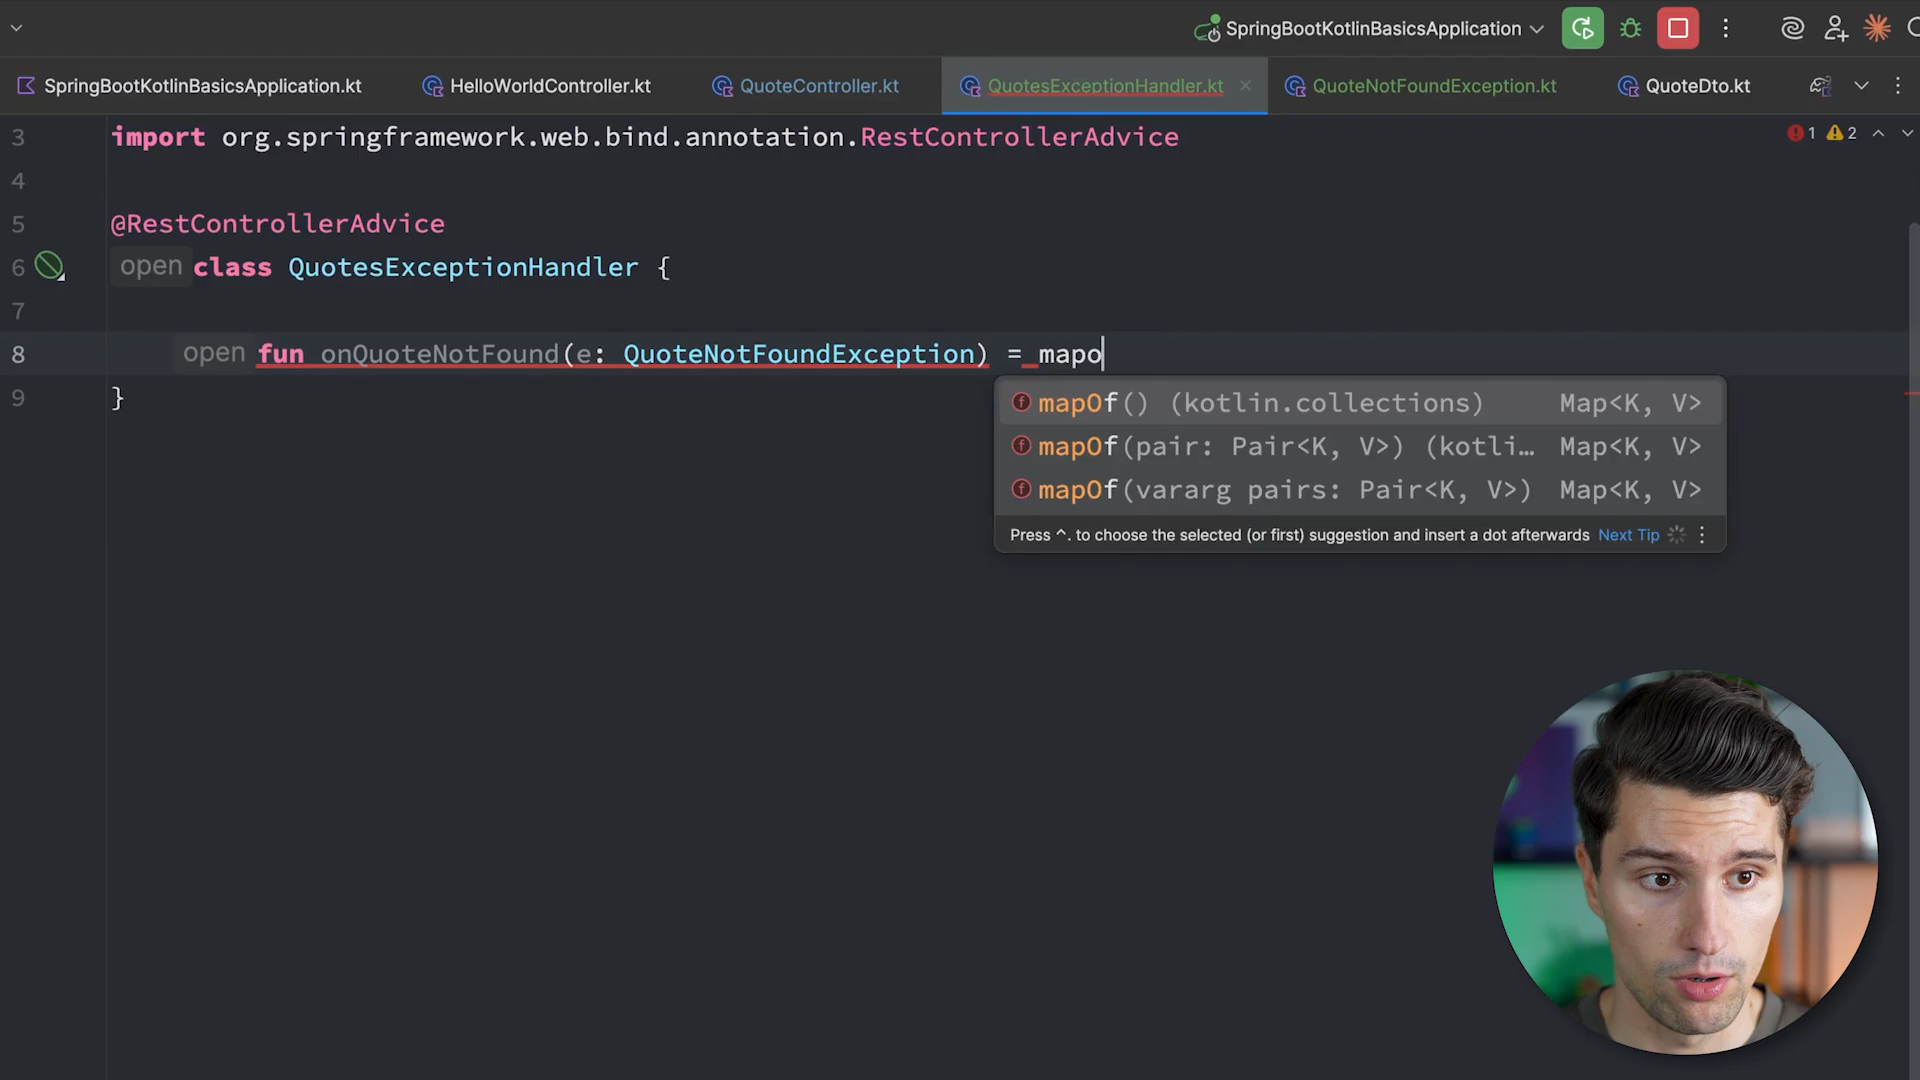 SpringBootKotlinBasicsApplication
SpringBootKotlinBasicsApplication.kt
HelloWorldController.kt
QuoteController.kt
QuotesExceptionHandler.kt
QuoteNotFoundException.kt
QuoteDto.kt
3 import org.springframework.web.bind.annotation.RestControllerAdvice
1 2
4
5 @RestControllerAdvice
6 open class QuotesExceptionHandler {
7
8 open fun onQuoteNotFound(e: QuoteNotFoundException) = mapo
9 }
mapOf() (kotlin.collections) Map<K, V>
mapOf(pair: Pair<K, V>) (kotli… Map<K, V>
mapOf(vararg pairs: Pair<K, V>) Map<K, V>
Press ^. to choose the selected (or first) suggestion and insert a dot afterwards Next Tip